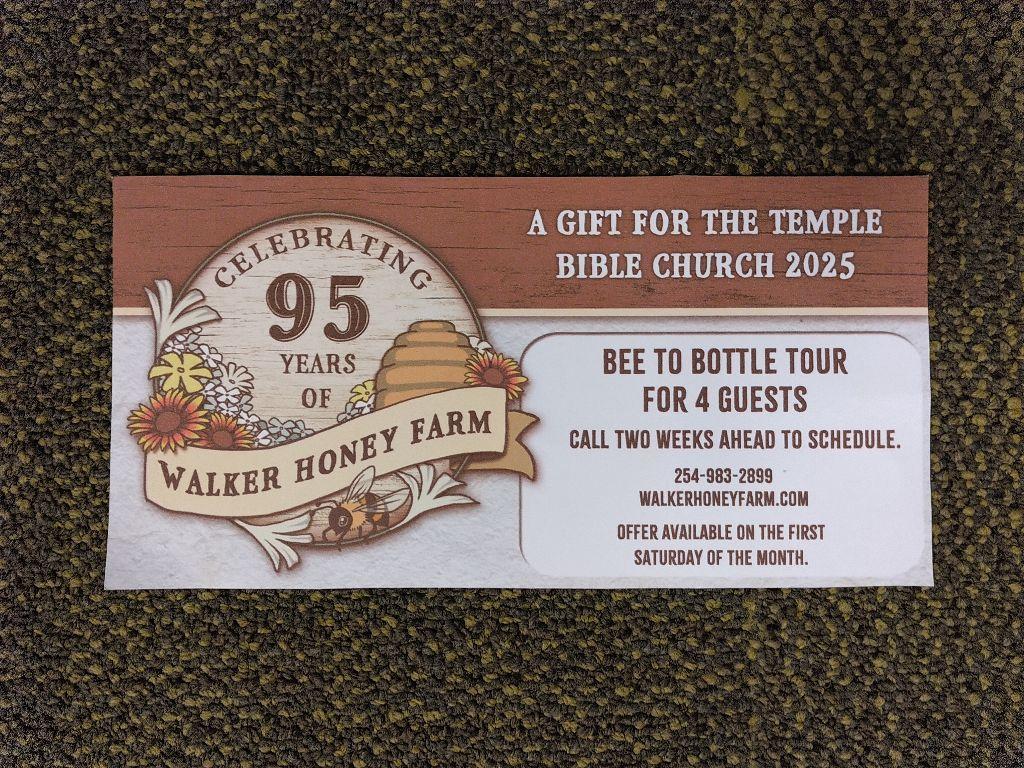 CELEBRATING
95
YEARS
OF
WALKER HONEY FARM
A GIFT FOR THE TEMPLE
BIBLE CHURCH 2025
BEE TO BOTTLE TOUR
FOR 4 GUESTS
CALL TWO WEEKS AHEAD TO SCHEDULE.
254-983-2899
WALKERHONEYFARM.COM
OFFER AVAILABLE ON THE FIRST
SATURDAY OF THE MONTH.